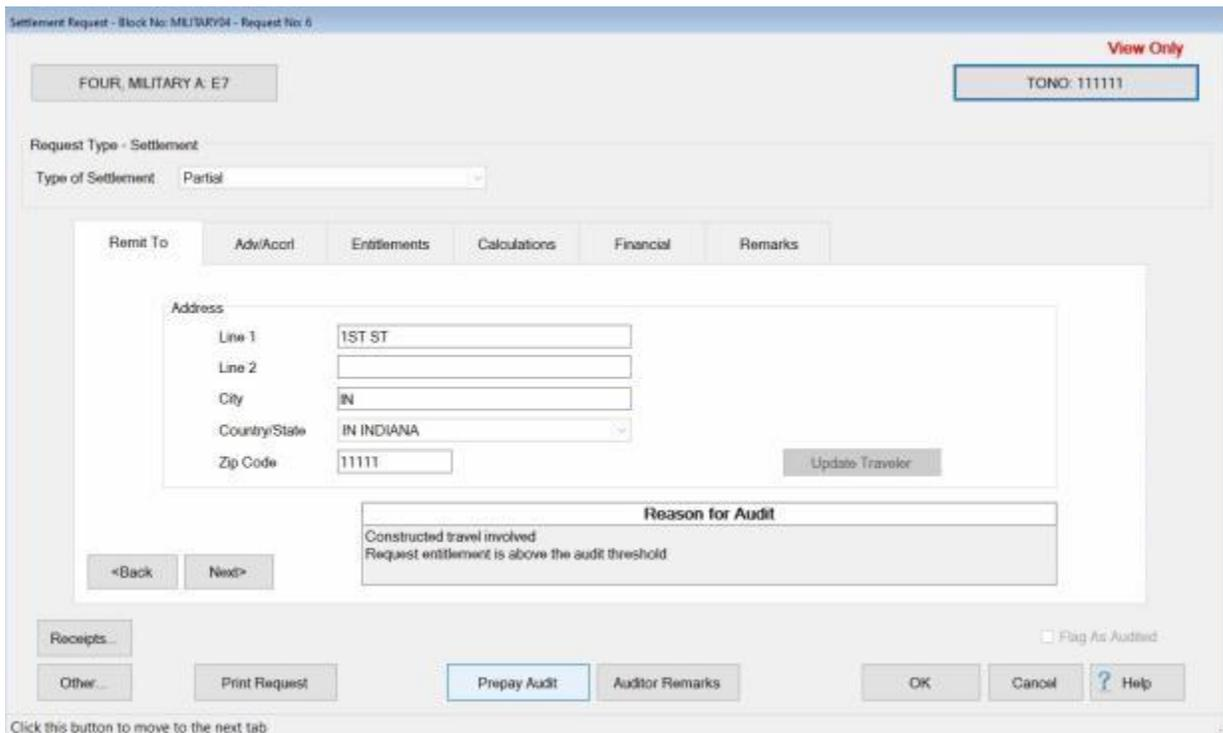 Settlement Request - Block No: MILITARY04 - Request No: 6
View Only
FOUR, MILITARY A: E7
TONO: 111111
Request Type - Settlement
Type of Settlement Partial
Remit To Adv/Accrl Entitlements Calculations Financial Remarks
Address
Line 1 1ST ST
Line 2
City IN
Country/State IN INDIANA
Zip Code 11111
Update Traveler
Reason for Audit
Constructed travel involved
Request entitlement is above the audit threshold
<Back Next>
Receipts...
Flag As Audited
Other... Print Request Prepay Audit Auditor Remarks OK Cancel ? Help
Click this button to move to the next tab